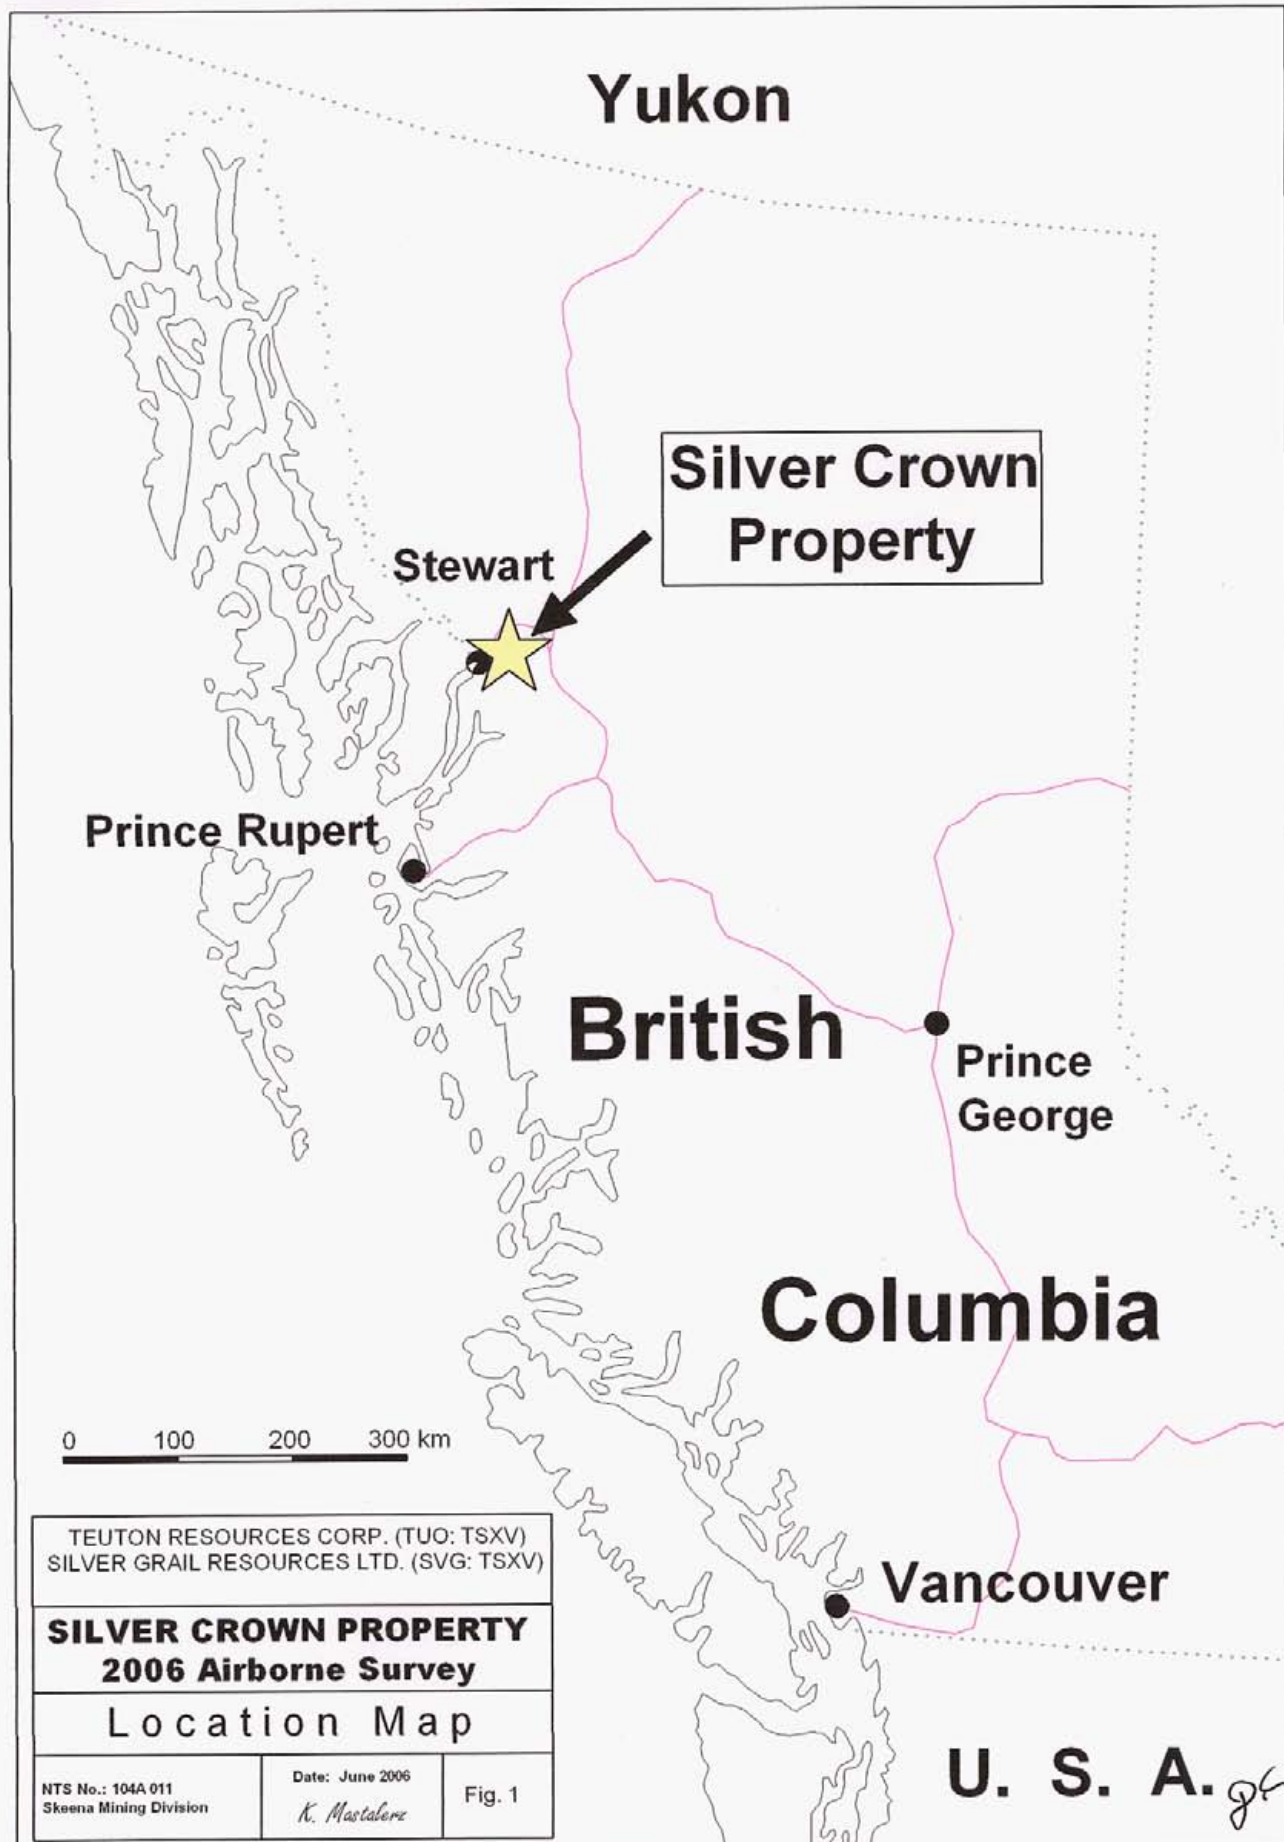 Yukon
Silver Crown
Property
Stewart
Prince Rupert
British
Prince
George
Columbia
0 100 200 300 km
Vancouver
U. S. A.
TEUTON RESOURCES CORP. (TUO: TSXV)
SILVER GRAIL RESOURCES LTD. (SVG: TSXV)
SILVER CROWN PROPERTY
2006 Airborne Survey
Location Map
NTS No.: 104A 011
Skeena Mining Division
Date: June 2006
K. Mastalerz
Fig. 1